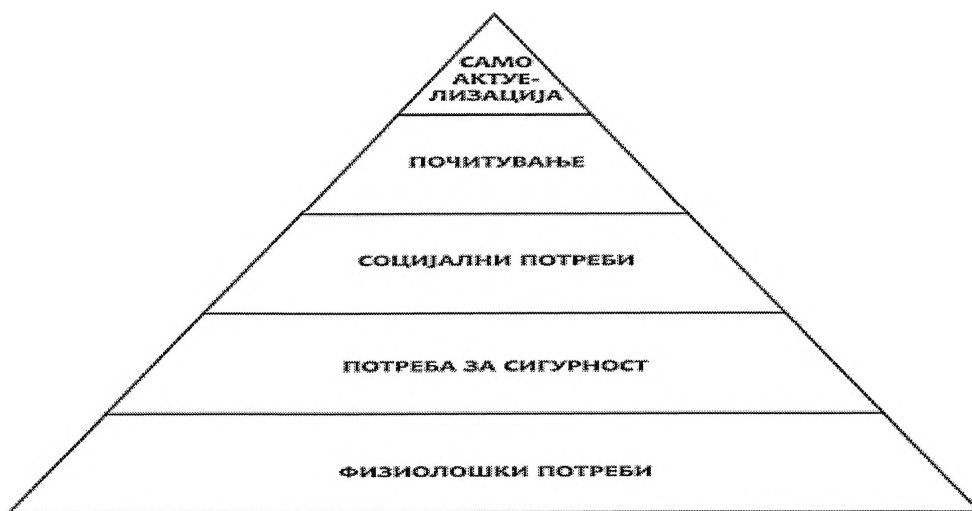 САМО
АКТУЕ-
ЛИЗАЦИЈА
ПОЧИТУВАЊЕ
СОЦИЈАЛНИ ПОТРЕБИ
ПОТРЕБА ЗА СИГУРНОСТ
ФИЗИОЛОШКИ ПОТРЕБИ